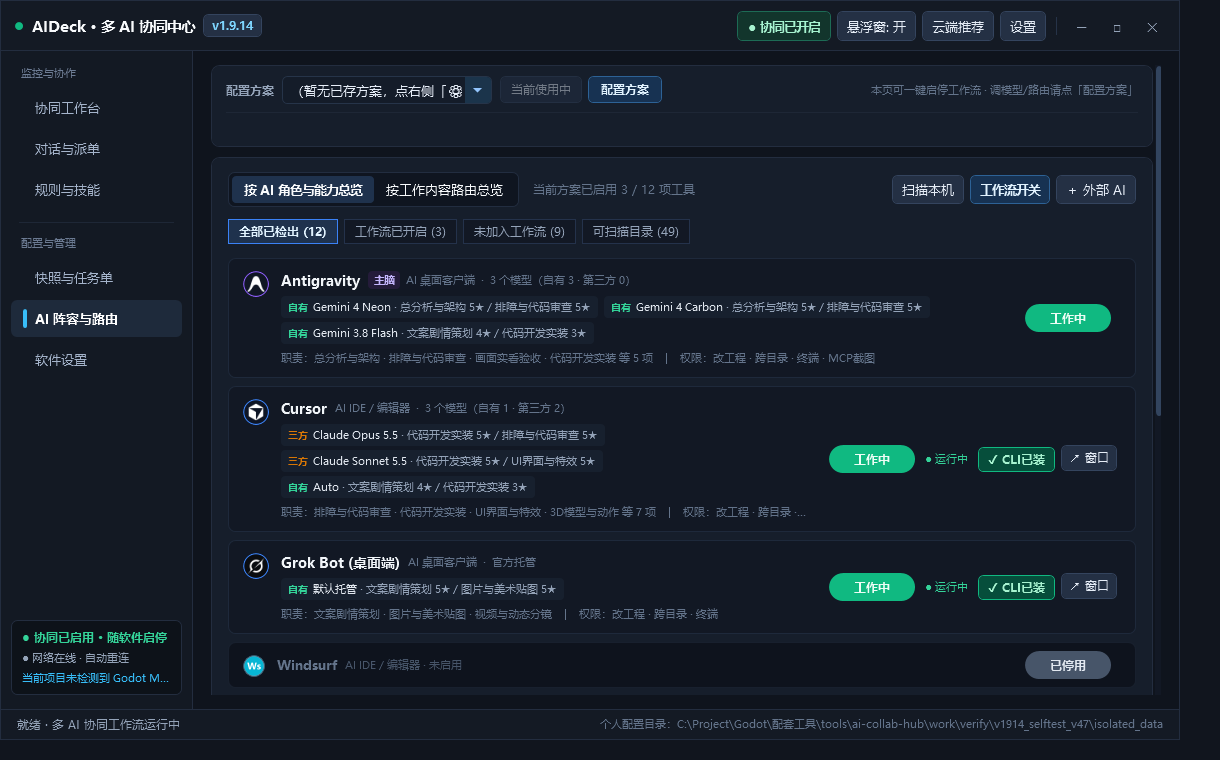 AIDeck · 多 AI 协同中心 v1.9.14 ● 协同已开启 悬浮窗: 开 云端推荐 设置
监控与协作
协同工作台
对话与派单
规则与技能
配置与管理
快照与任务单
AI 阵容与路由
软件设置
● 协同已启用 • 随软件启停
● 网络在线 · 自动重连
当前项目未检测到 Godot M...
配置方案 (暂无已存方案，点右侧「 当前使用中 配置方案 本页可一键启停工作流 · 调模型/路由请点「配置方案」
按 AI 角色与能力总览 按工作内容路由总览 当前方案已启用 3 / 12 项工具 扫描本机 工作流开关 + 外部 AI
全部已检出 (12) 工作流已开启 (3) 未加入工作流 (9) 可扫描目录 (49)
Antigravity 主脑 AI 桌面客户端 · 3 个模型（自有 3 · 第三方 0）
自有 Gemini 4 Neon · 总分析与架构 5★ / 排障与代码审查 5★ 自有 Gemini 4 Carbon · 总分析与架构 5★ / 排障与代码审查 5★
自有 Gemini 3.8 Flash · 文案剧情策划 4★ / 代码开发实装 3★
工作中
职责：总分析与架构 · 排障与代码审查 · 画面实看验收 · 代码开发实装 等 5 项 | 权限：改工程 · 跨目录 · 终端 · MCP截图
Cursor AI IDE / 编辑器 · 3 个模型（自有 1 · 第三方 2）
三方 Claude Opus 5.5 · 代码开发实装 5★ / 排障与代码审查 5★
三方 Claude Sonnet 5.5 · 代码开发实装 5★ / UI界面与特效 5★
自有 Auto · 文案剧情策划 4★ / 代码开发实装 3★
工作中 ● 运行中 ✓ CLI已装 ↗ 窗口
职责：排障与代码审查 · 代码开发实装 · UI界面与特效 · 3D模型与动作 等 7 项 | 权限：改工程 · 跨目录 ·...
Grok Bot (桌面端) AI 桌面客户端 · 官方托管
自有 默认托管 · 文案剧情策划 5★ / 图片与美术贴图 5★
工作中 ● 运行中 ✓ CLI已装 ↗ 窗口
职责：文案剧情策划 · 图片与美术贴图 · 视频与动态分镜 | 权限：改工程 · 跨目录 · 终端
Ws Windsurf AI IDE / 编辑器 · 未启用 已停用
就绪 · 多 AI 协同工作流运行中 个人配置目录：C:\Project\Godot\配套工具\tools\ai-collab-hub\work\verify\v1914_selftest_v47\isolated_data